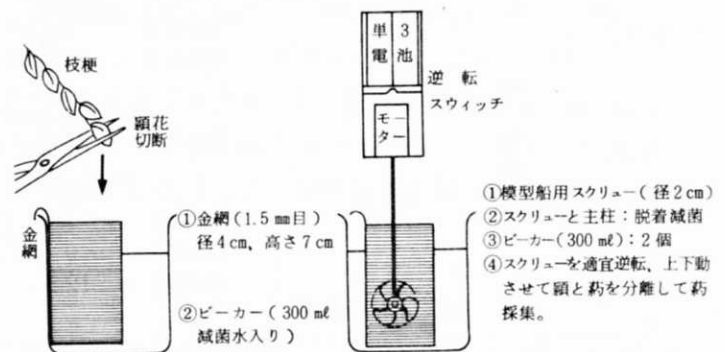 枝梗
顕花
切断
金網
①金網(1.5㎜目)
径4㎝、高さ7㎝
②ビーカー(300㎖
減菌水入り)
単3
電池
逆転
スウィッチ
モー
ター
①模型船用スクリュー(径2㎝)
②スクリューと主柱:脱着減菌
③ビーカー(300㎖):2個
④スクリューを適宜逆転、上下動
させて顕と葯を分離して葯
採集。